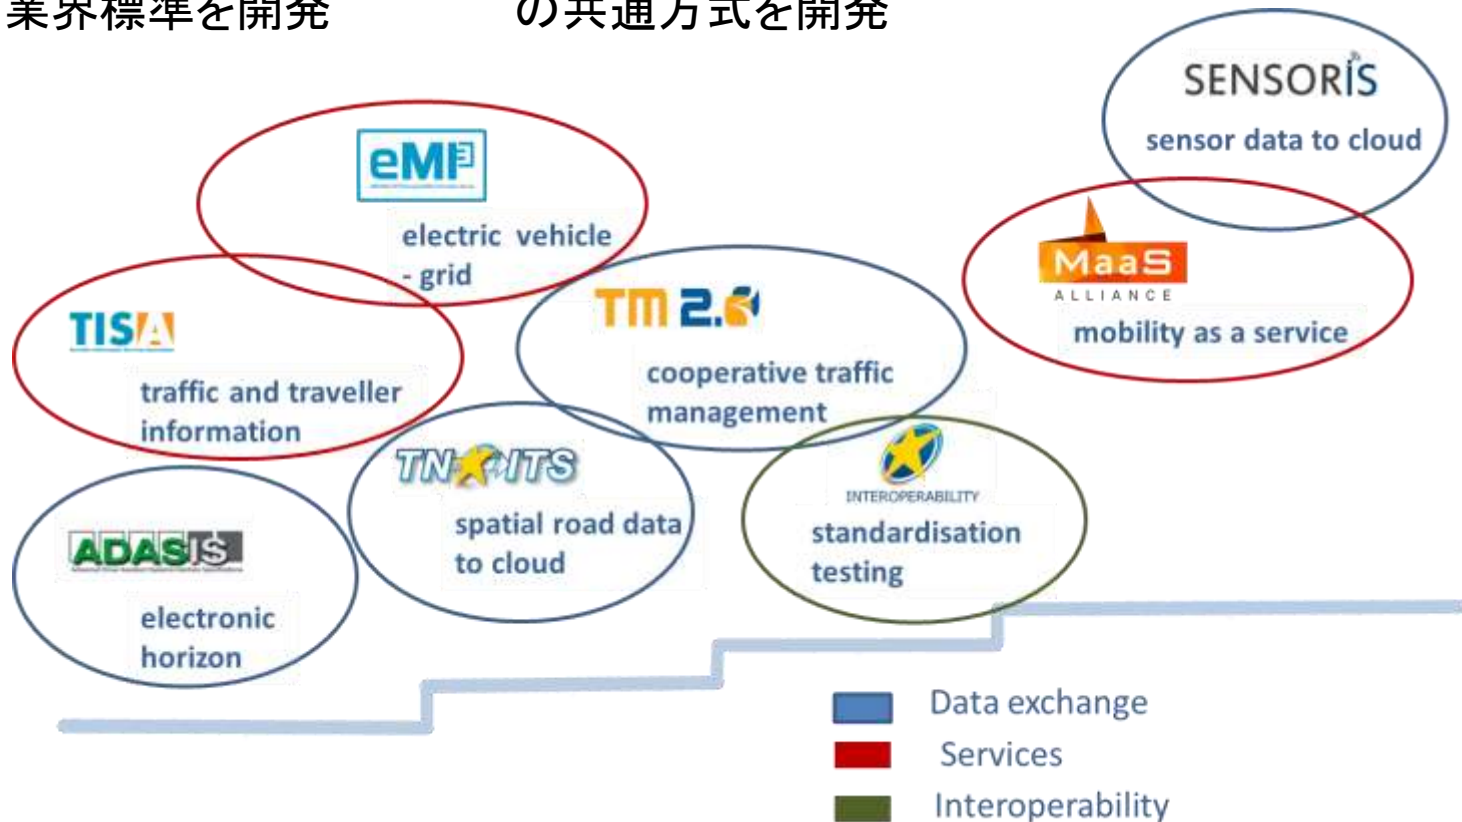 業界標準を開発
の共通方式を開発
SENSORIS
sensor data to cloud
eMI3
electric vehicle
- grid
MaaS
ALLIANCE
mobility as a service
TISA
traffic and traveller
information
TM 2.0
cooperative traffic
management
TN ITS
spatial road data
to cloud
INTEROPERABILITY
standardisation
testing
ADASIS
electronic
horizon
Data exchange
Services
Interoperability